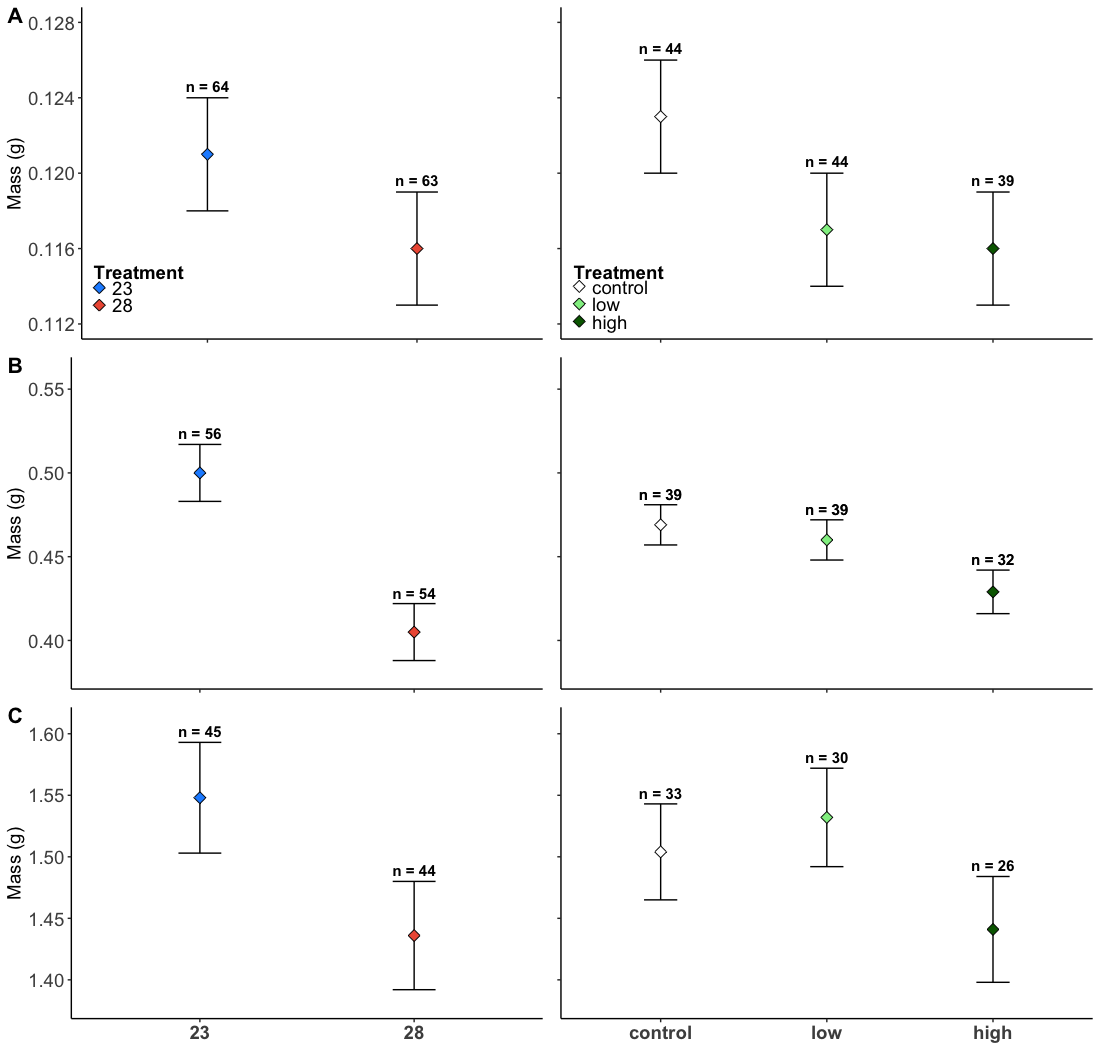 A
Mass (g)
0.128
0.124
0.120
0.116
0.112
n = 64
n = 63
Treatment
23
28
n = 44
n = 44
n = 39
Treatment
control
low
high
B
Mass (g)
0.55
0.50
0.45
0.40
n = 56
n = 54
n = 39
n = 39
n = 32
C
Mass (g)
1.60
1.55
1.50
1.45
1.40
n = 45
n = 44
n = 33
n = 30
n = 26
23 28 control low high